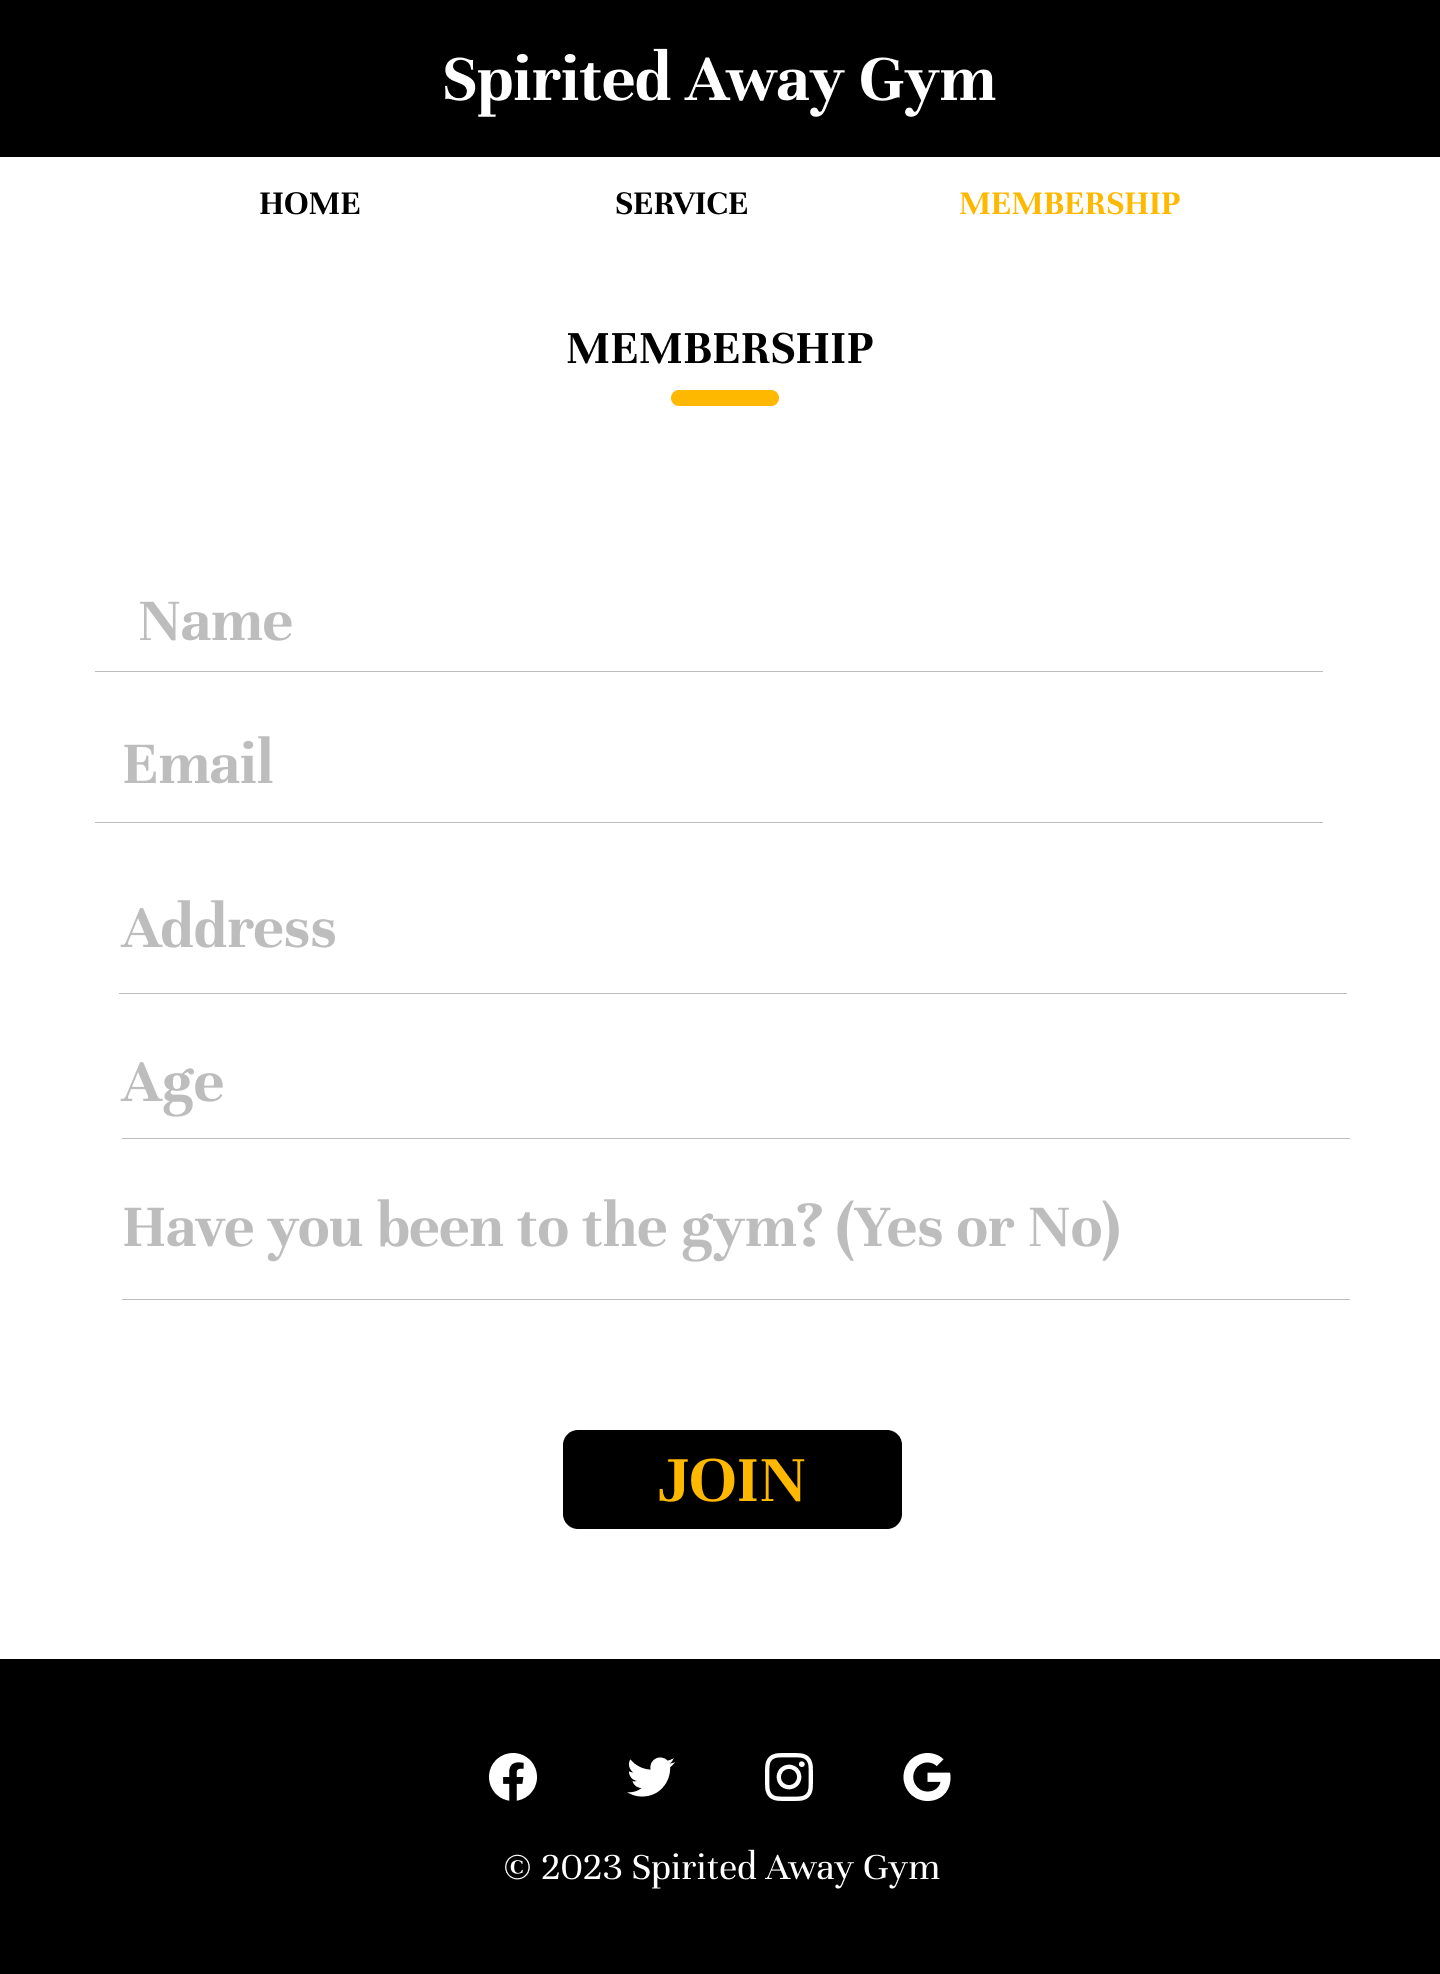 Spirited Away Gym
HOME SERVICE MEMBERSHIP
MEMBERSHIP
Name
Email
Address
Age
Have you been to the gym? (Yes or No)
JOIN
© 2023 Spirited Away Gym